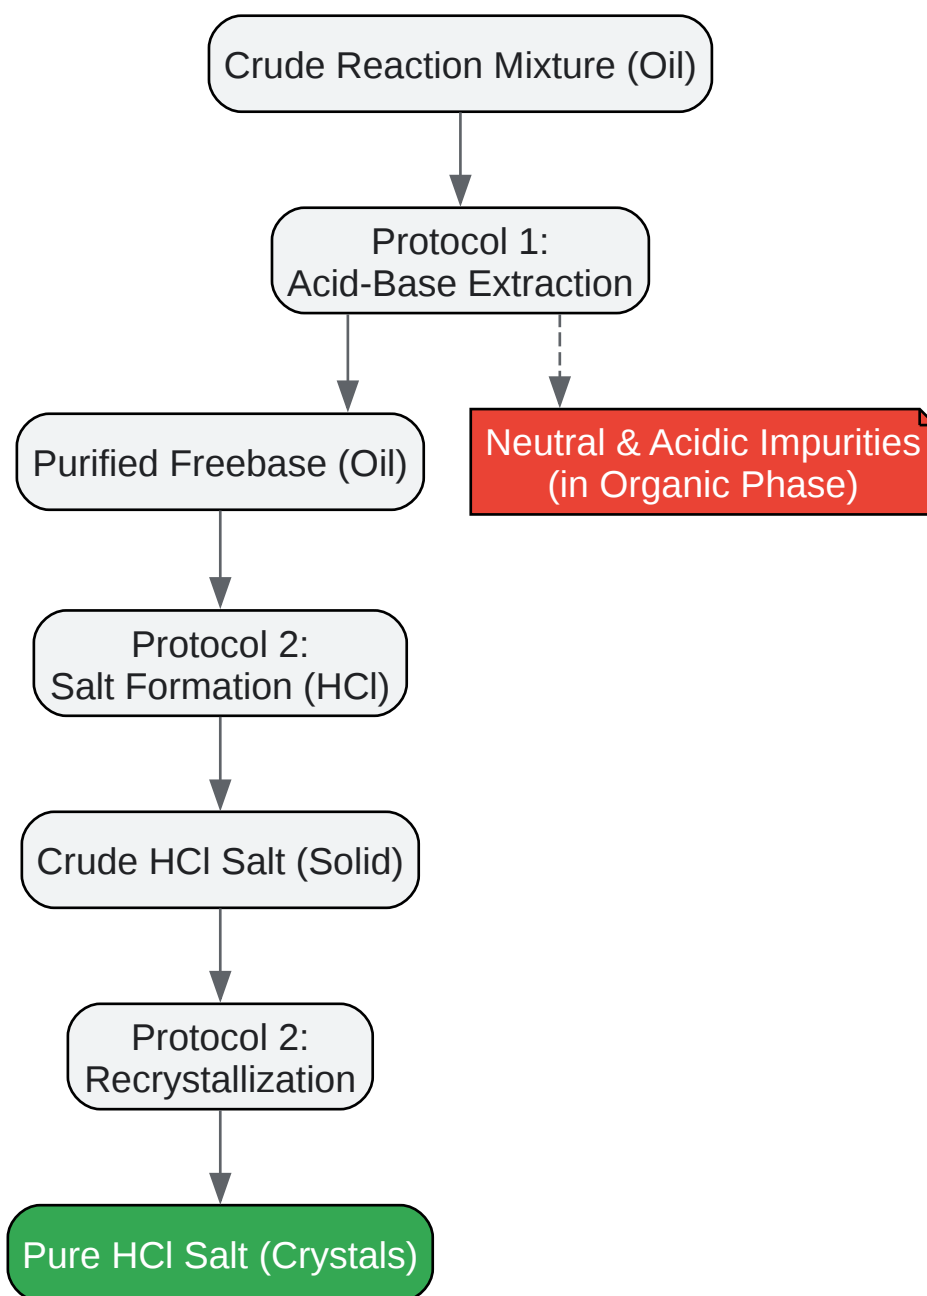 Crude Reaction Mixture (Oil)
Protocol 1:
Acid-Base Extraction
Purified Freebase (Oil)
Neutral & Acidic Impurities
(in Organic Phase)
Protocol 2:
Salt Formation (HCl)
Crude HCl Salt (Solid)
Protocol 2:
Recrystallization
Pure HCl Salt (Crystals)